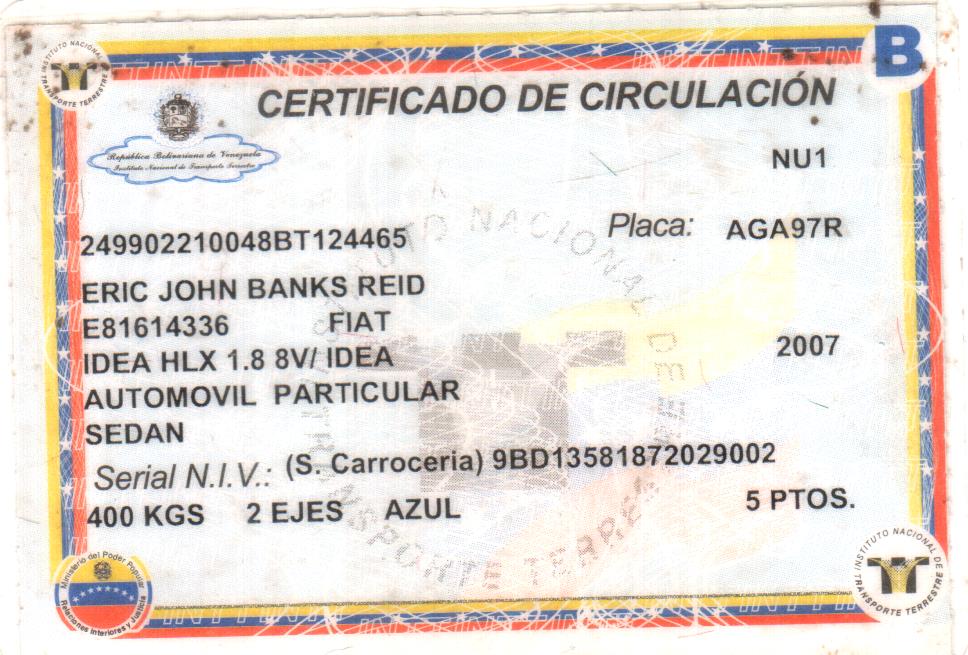 INSTITUTO NACIONAL DE TRANSPORTE TERRESTRE
B
CERTIFICADO DE CIRCULACIÓN
República Bolivariana de Venezuela
Instituto Nacional de Transporte Terrestre
NU1
249902210048BT124465
Placa: AGA97R
ERIC JOHN BANKS REID
E81614336 FIAT
IDEA HLX 1.8 8V/ IDEA 2007
AUTOMOVIL PARTICULAR
SEDAN
Serial N.I.V.: (S. Carroceria) 9BD13581872029002
400 KGS 2 EJES AZUL 5 PTOS.
INSTITUTO NACIONAL DE TRANSPORTE TERRESTRE
Ministerio del Poder Popular
Relaciones Interiores y Justicia
INSTITUTO NACIONAL DE TRANSPORTE TERRESTRE